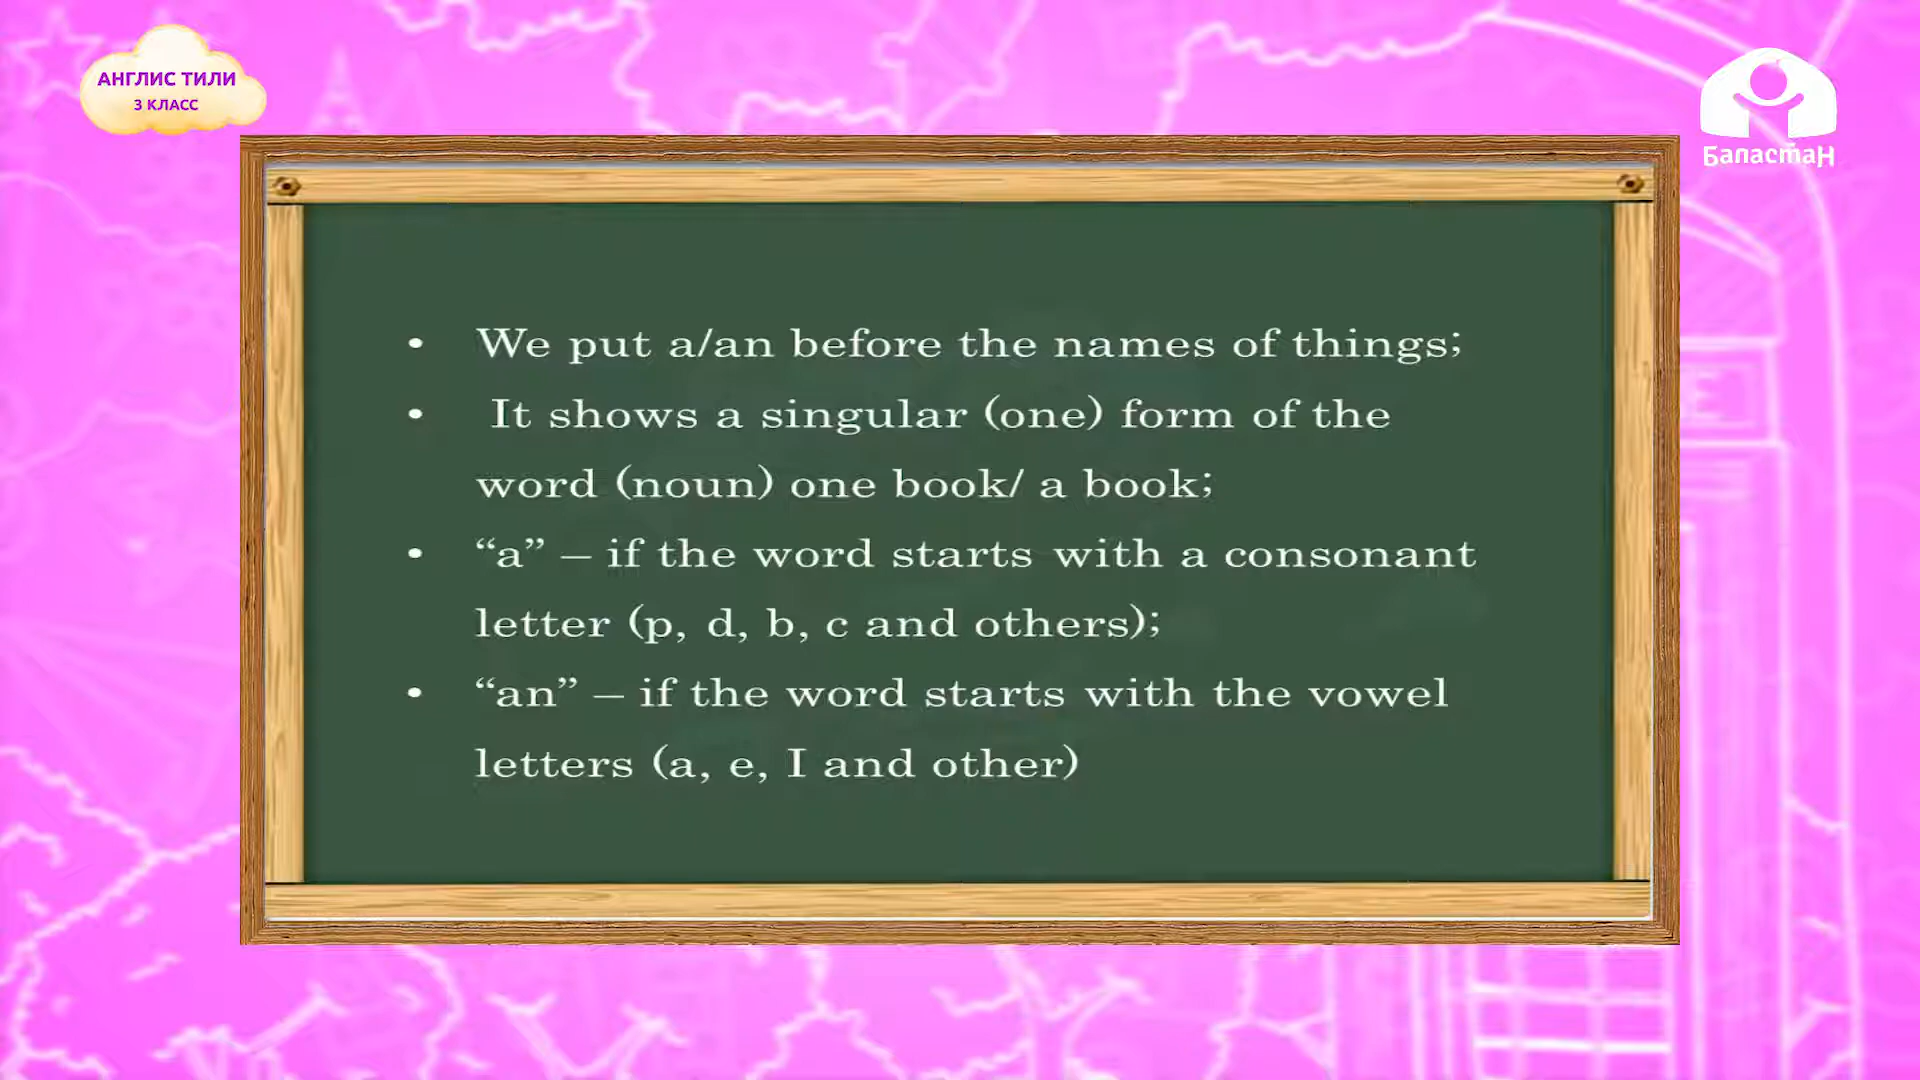 АНГЛИС ТИЛИ
3 КЛАСС
БаластаН
• We put a/an before the names of things;
• It shows a singular (one) form of the
word (noun) one book/ a book;
• “a” – if the word starts with a consonant
letter (p, d, b, c and others);
• “an” – if the word starts with the vowel
letters (a, e, I and other)